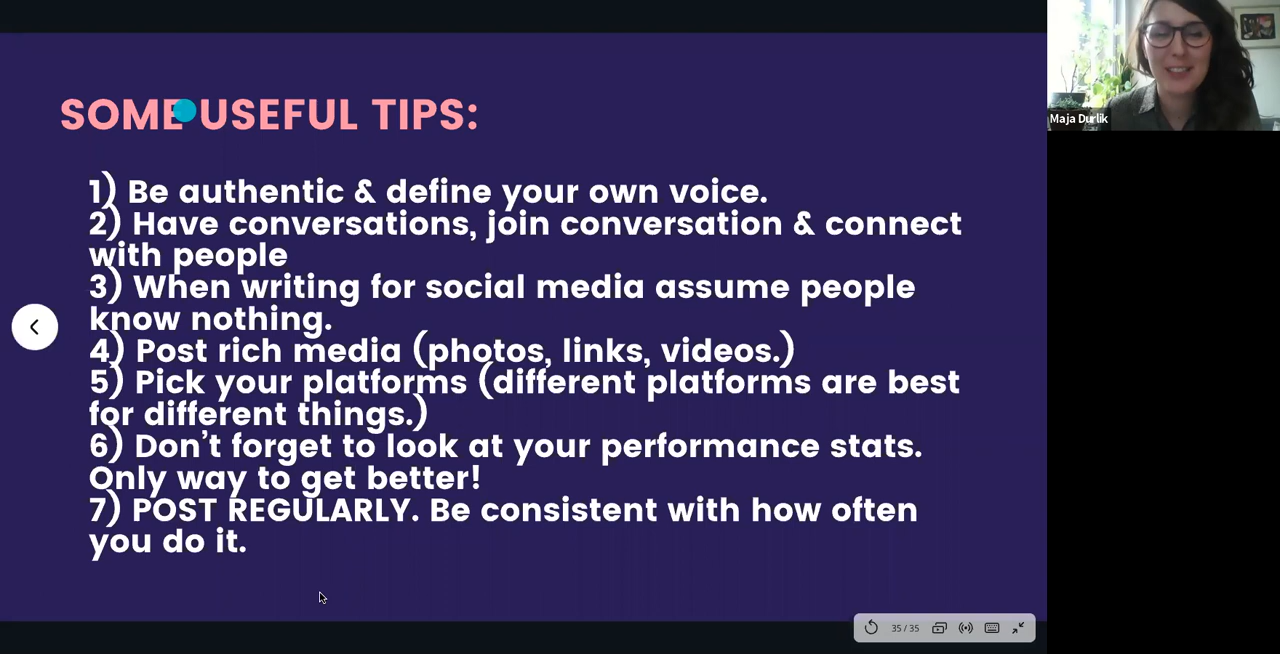 SOME USEFUL TIPS:
1) Be authentic & define your own voice.
2) Have conversations, join conversation & connect
with people
3) When writing for social media assume people
know nothing.
4) Post rich media (photos, links, videos.)
5) Pick your platforms (different platforms are best
for different things.)
6) Don’t forget to look at your performance stats.
Only way to get better!
7) POST REGULARLY. Be consistent with how often
you do it.
35 / 35
Maja Durlik